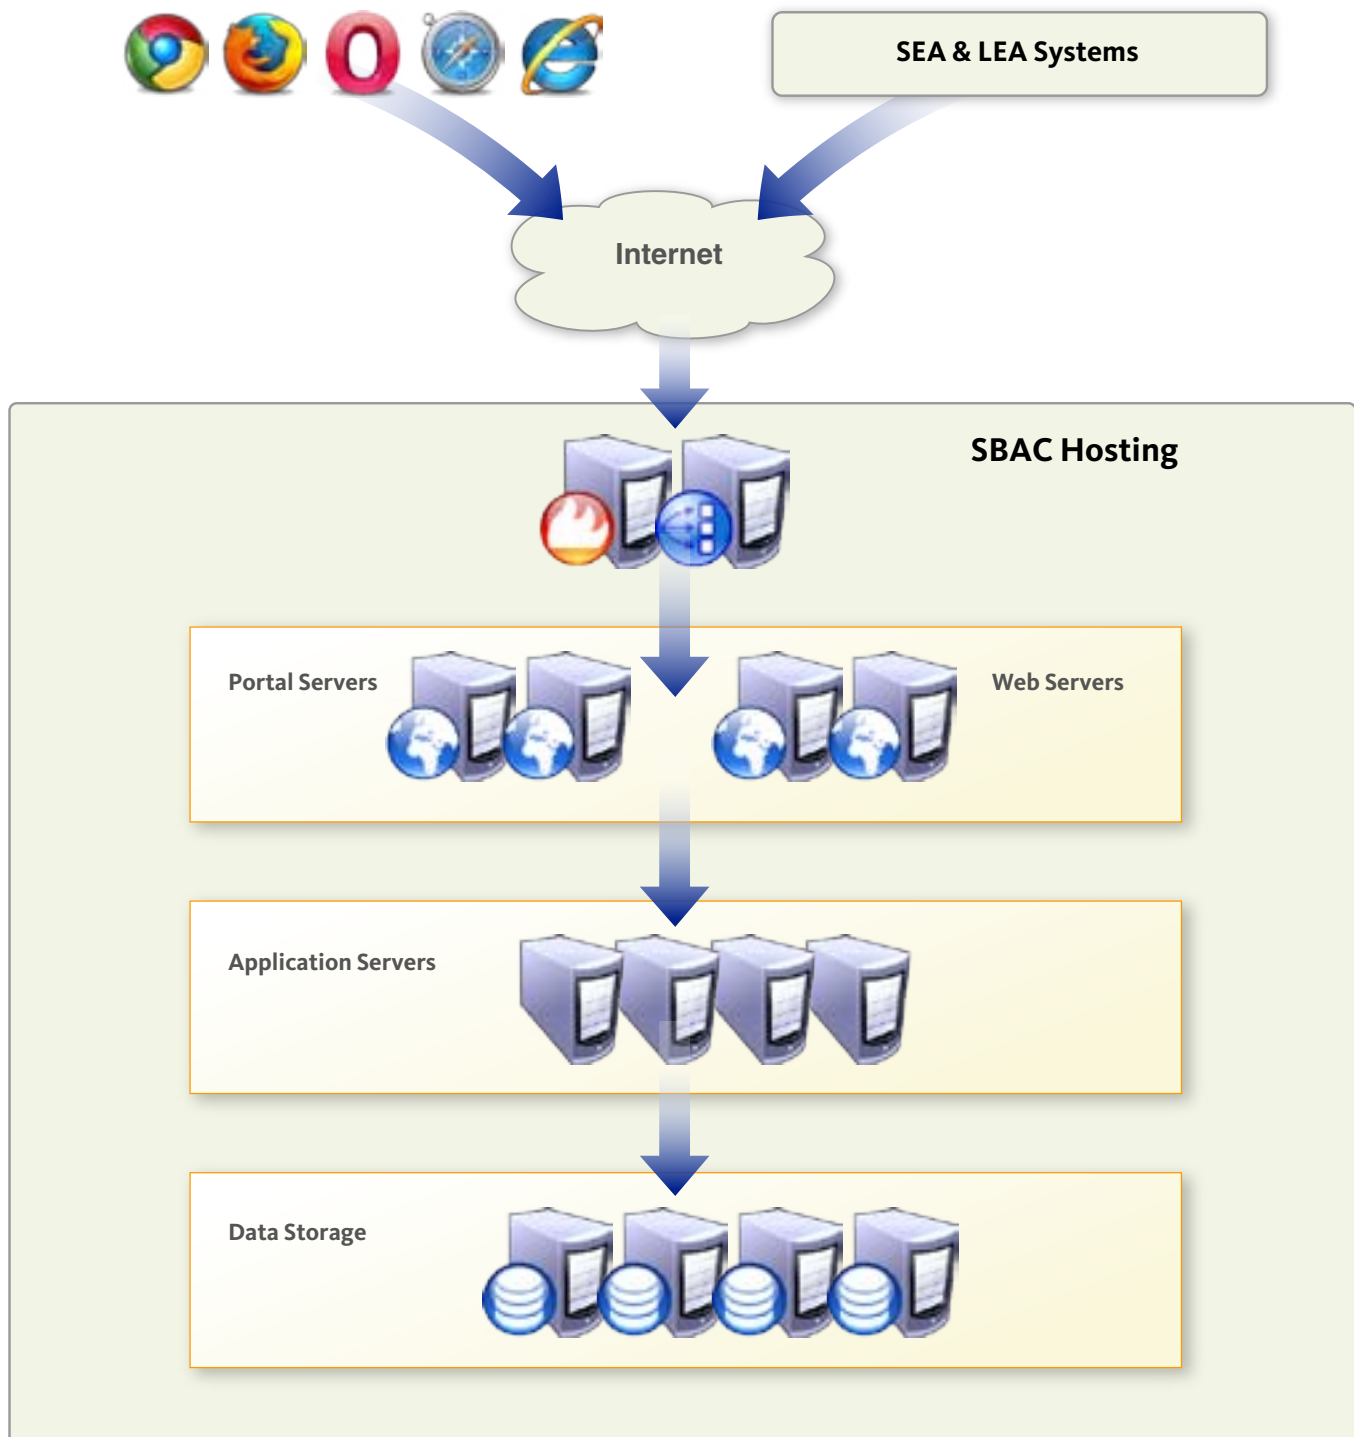 SEA & LEA Systems
Internet
SBAC Hosting
Portal Servers
Web Servers
Application Servers
Data Storage